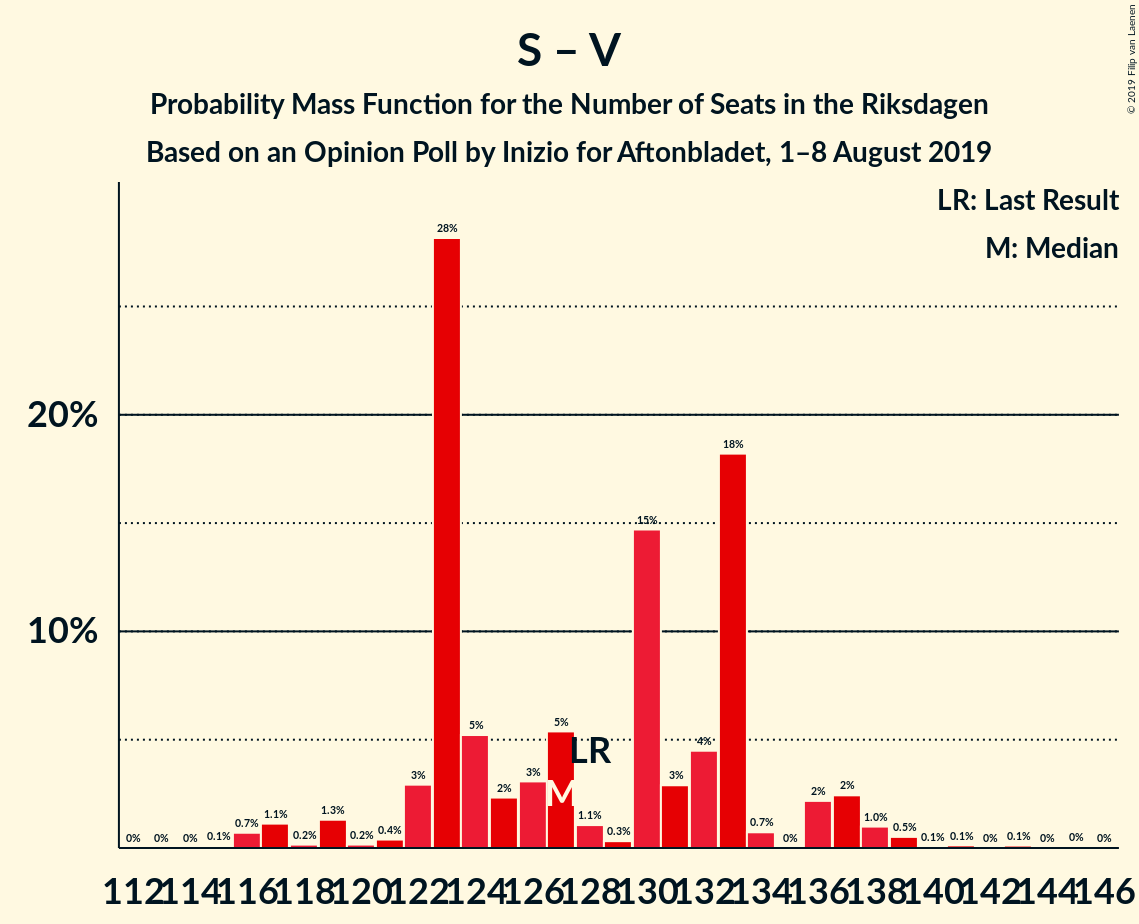 S – V
Probability Mass Function for the Number of Seats in the Riksdagen
Based on an Opinion Poll by Inizio for Aftonbladet, 1–8 August 2019
© 2019 Filip van Laenen
LR: Last Result
M: Median
20%
10%
0% 0% 0% 0.1% 0.7% 1.1% 0.2% 1.3% 0.2% 0.4% 3% 28% 5% 2% 3% 5% 1.1% 0.3% 15% 3% 4% 18% 0.7% 0% 2% 2% 1.0% 0.5% 0.1% 0.1% 0% 0.1% 0% 0% 0%
LR
M
112 114 116 118 120 122 124 126 128 130 132 134 136 138 140 142 144 146